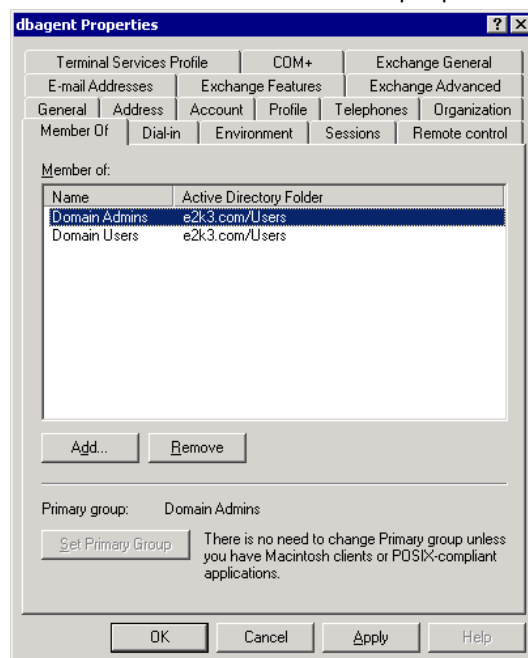 dbagent Properties
Terminal Services Profile COM+ Exchange General
E-mail Addresses Exchange Features Exchange Advanced
General Address Account Profile Telephones Organization
Member Of Dial-in Environment Sessions Remote control
Member of:
Name Active Directory Folder
Domain Admins e2k3.com/Users
Domain Users e2k3.com/Users
Add... Remove
Primary group: Domain Admins
Set Primary Group There is no need to change Primary group unless
you have Macintosh clients or POSIX-compliant
applications.
OK Cancel Apply Help